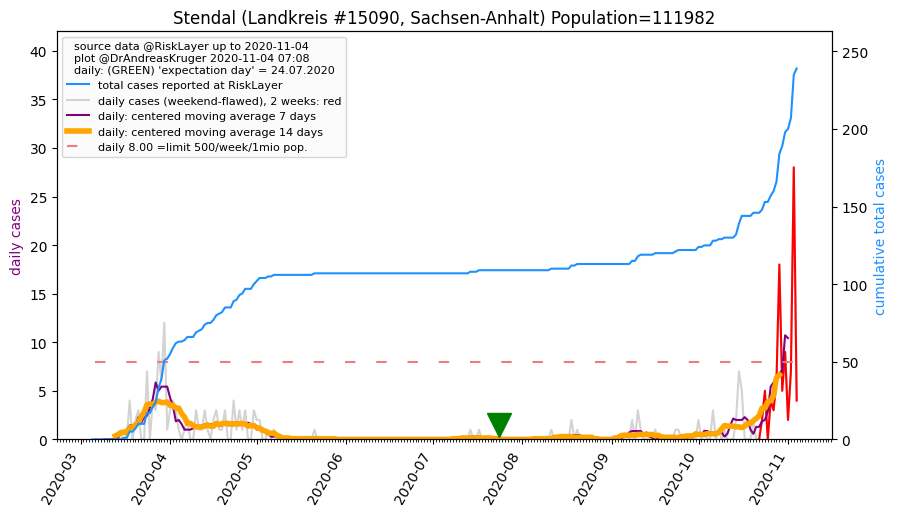 Stendal (Landkreis #15090, Sachsen-Anhalt) Population=111982
source data @RiskLayer up to 2020-11-04
plot @DrAndreasKruger 2020-11-04 07:08
daily: (GREEN) 'expectation day' = 24.07.2020
total cases reported at RiskLayer
daily cases (weekend-flawed), 2 weeks: red
daily: centered moving average 7 days
daily: centered moving average 14 days
daily 8.00 =limit 500/week/1mio pop.
daily cases
40
35
30
25
20
15
10
5
0
cumulative total cases
250
200
150
100
50
0
2020-03
2020-04
2020-05
2020-06
2020-07
2020-08
2020-09
2020-10
2020-11